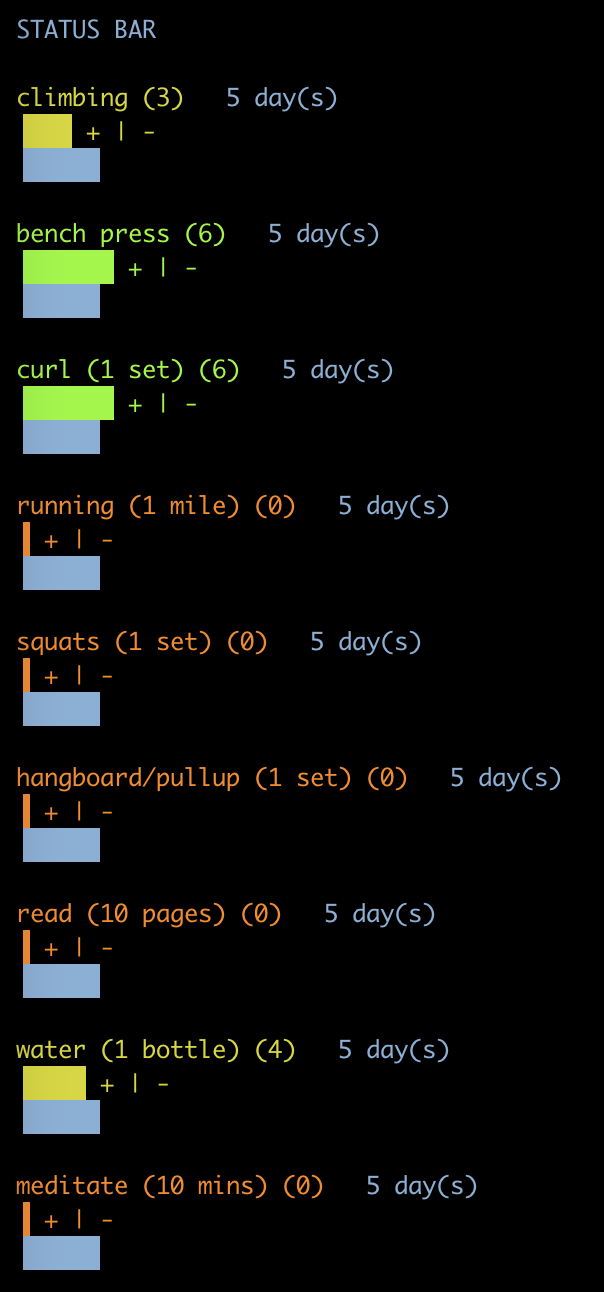 STATUS BAR
climbing (3) 5 day(s)
+ | -
bench press (6) 5 day(s)
+ | -
curl (1 set) (6) 5 day(s)
+ | -
running (1 mile) (0) 5 day(s)
+ | -
squats (1 set) (0) 5 day(s)
+ | -
hangboard/pullup (1 set) (0) 5 day(s)
+ | -
read (10 pages) (0) 5 day(s)
+ | -
water (1 bottle) (4) 5 day(s)
+ | -
meditate (10 mins) (0) 5 day(s)
+ | -